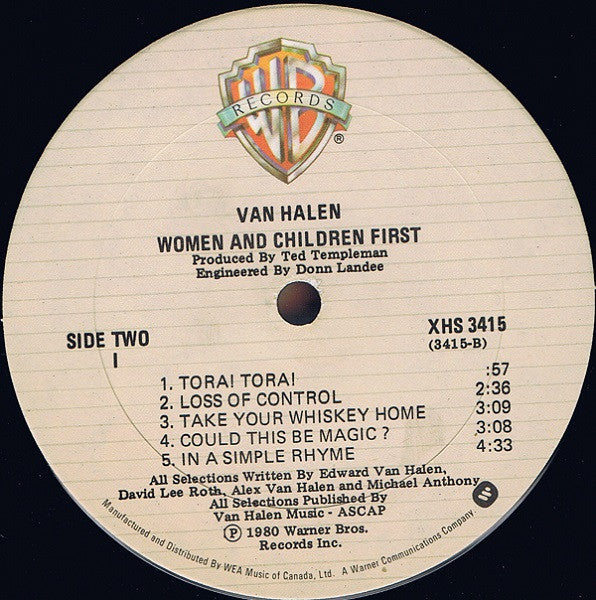 WB
RECORDS
®
VAN HALEN
WOMEN AND CHILDREN FIRST
Produced By Ted Templeman
Engineered By Donn Landee
SIDE TWO
I
XHS 3415
(3415-B)
1. TORA! TORA! :57
2. LOSS OF CONTROL 2:36
3. TAKE YOUR WHISKEY HOME 3:09
4. COULD THIS BE MAGIC ? 3:08
5. IN A SIMPLE RHYME 4:33
All Selections Written By Edward Van Halen,
David Lee Roth, Alex Van Halen and Michael Anthony
All Selections Published By
Van Halen Music - ASCAP
℗ 1980 Warner Bros.
Records Inc.
Manufactured and Distributed By WEA Music of Canada, Ltd. A Warner Communications Company.